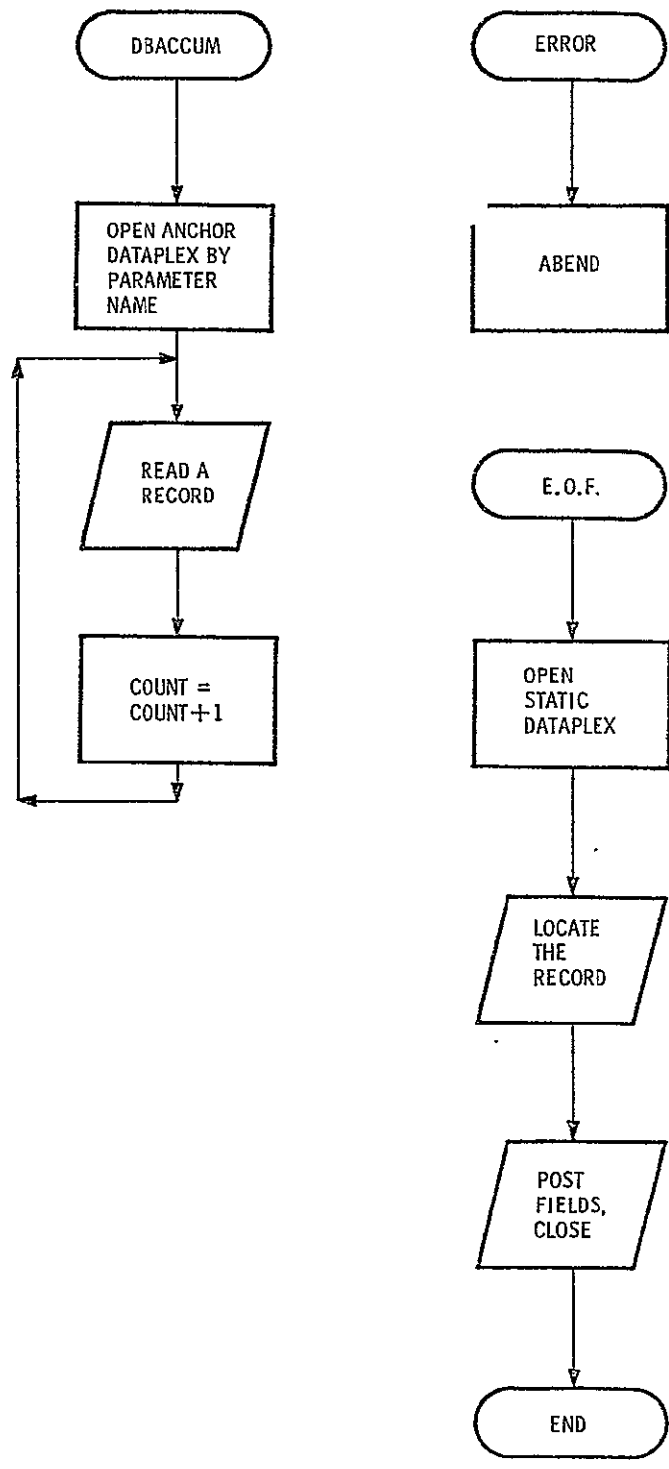 DBACCUM
OPEN ANCHOR
DATAPLEX BY
PARAMETER
NAME
READ A
RECORD
COUNT =
COUNT+1
ERROR
ABEND
E.O.F.
OPEN
STATIC
DATAPLEX
LOCATE
THE
RECORD
POST
FIELDS,
CLOSE
END